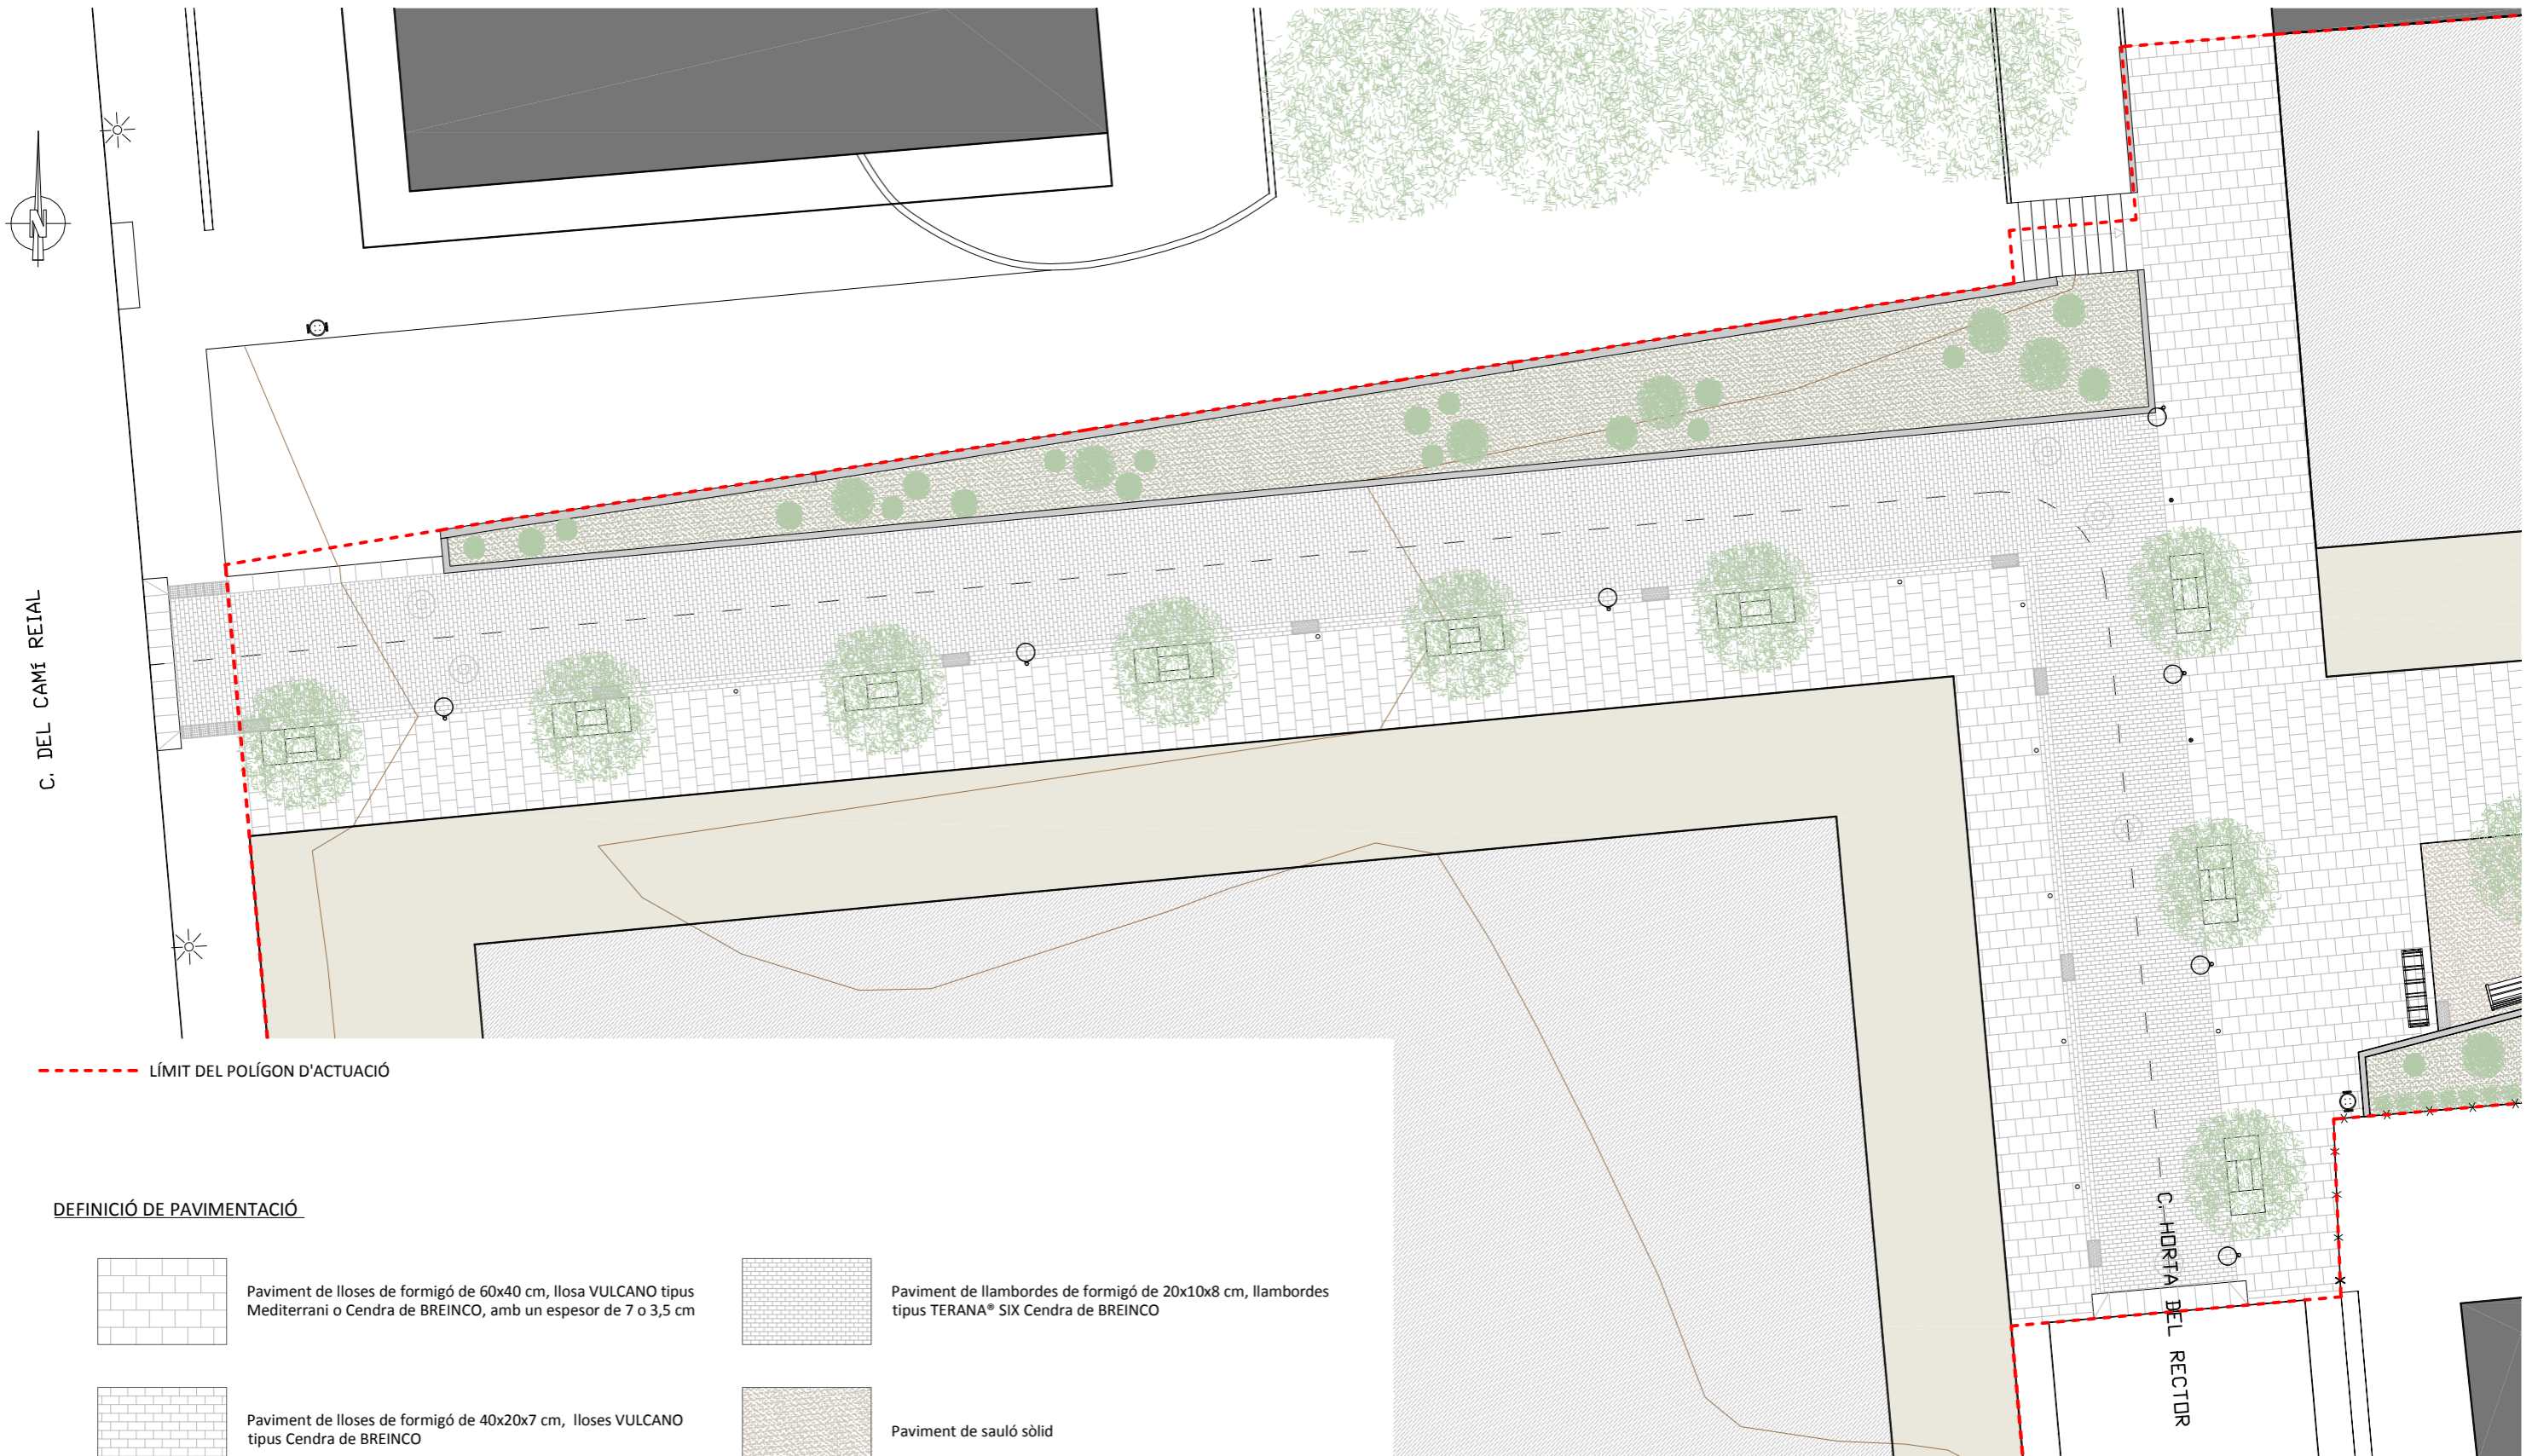 N
C. DEL CAMÍ REIAL
LÍMIT DEL POLÍGON D'ACTUACIÓ
DEFINICIÓ DE PAVIMENTACIÓ
Paviment de lloses de formigó de 60x40 cm, llosa VULCANO tipus
Mediterrani o Cendra de BREINCO, amb un espesor de 7 o 3,5 cm
Paviment de llambordes de formigó de 20x10x8 cm, llambordes
tipus TERANA® SIX Cendra de BREINCO
Paviment de lloses de formigó de 40x20x7 cm, lloses VULCANO
tipus Cendra de BREINCO
Paviment de sauló sòlid
C. HORTA DEL RECTOR